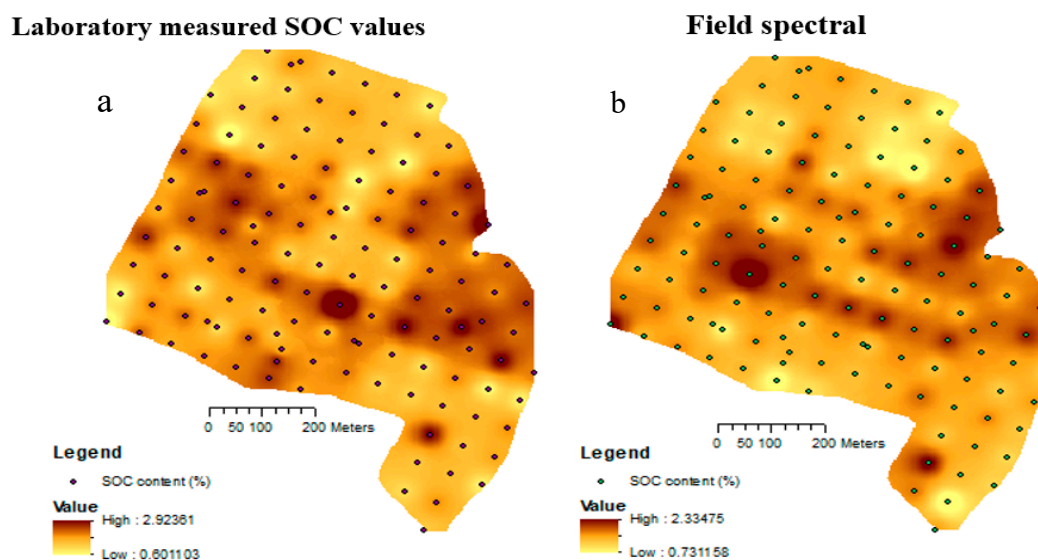 Laboratory measured SOC values
Field spectral
a
b
0 50 100 200 Meters
0 50 100 200 Meters
Legend
SOC content (%)
Value
High : 2.92361
Low : 0.601103
Legend
SOC content (%)
Value
High : 2.33475
Low : 0.731158